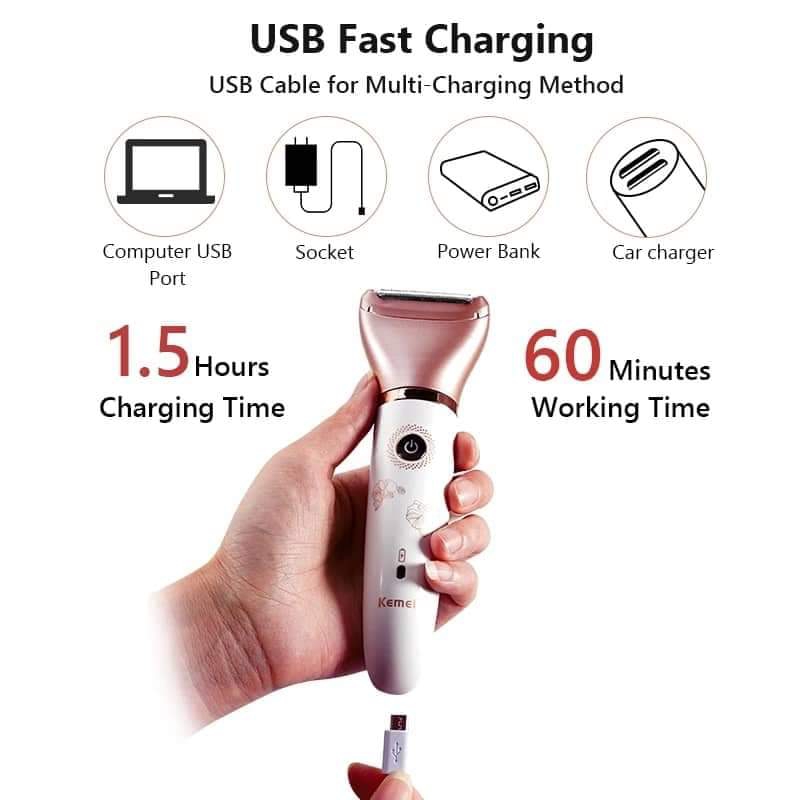 USB Fast Charging
USB Cable for Multi-Charging Method
Computer USB
Port
Socket
Power Bank
Car charger
1.5 Hours
Charging Time
60 Minutes
Working Time
Kemei